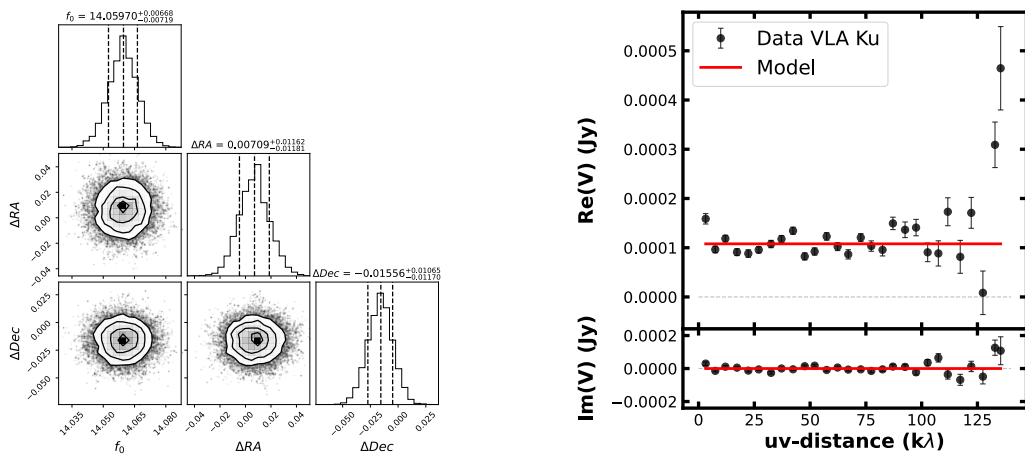 f₀ = 14.05970 +0.00668 −0.00719
ΔRA = 0.00709 +0.01162 −0.01181
ΔDec = −0.01556 +0.01065 −0.01170
ΔRA
0.04
0.02
0.00
−0.02
−0.04
ΔDec
0.025
0.000
−0.025
−0.050
14.035
14.050
14.065
14.080
f₀
−0.04
−0.02
0.00
0.02
0.04
ΔRA
−0.050
−0.025
0.000
0.025
ΔDec
Data VLA Ku
Model
Re(V) (Jy)
0.0005
0.0004
0.0003
0.0002
0.0001
0.0000
Im(V) (Jy)
0.0002
0.0000
−0.0002
0
25
50
75
100
125
uv-distance (kλ)